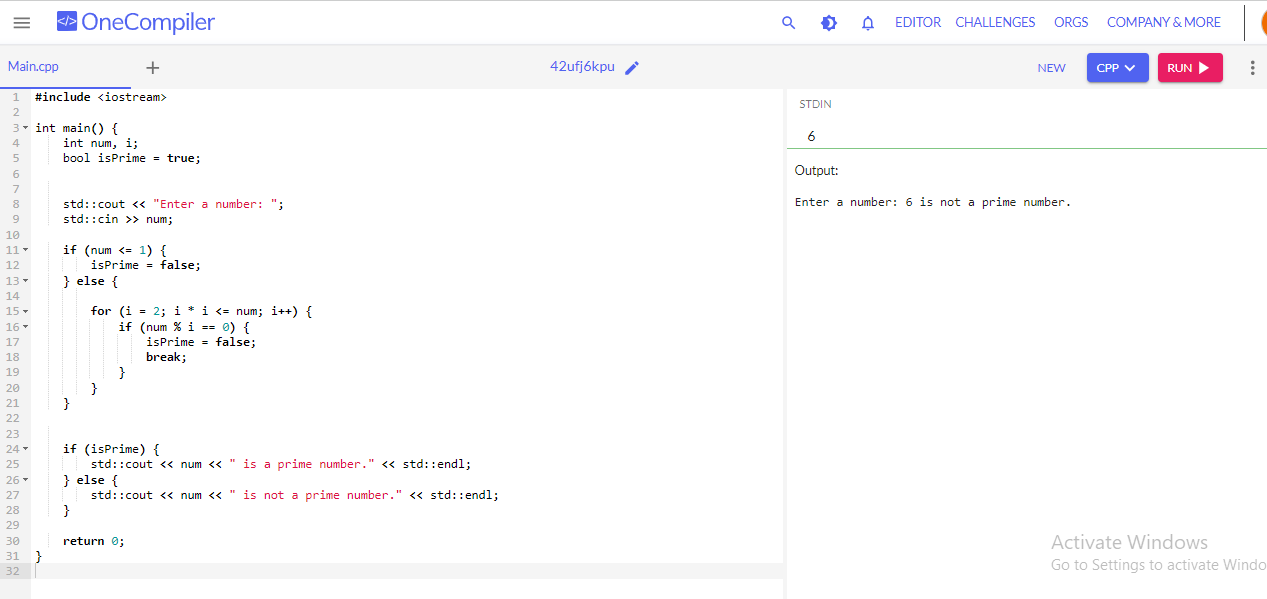 </> OneCompiler EDITOR CHALLENGES ORGS COMPANY & MORE
Main.cpp + 42ufj6kpu NEW CPP RUN
1 #include <iostream>
2
3 int main() {
4     int num, i;
5     bool isPrime = true;
6
7
8     std::cout << "Enter a number: ";
9     std::cin >> num;
10
11     if (num <= 1) {
12         isPrime = false;
13     } else {
14
15         for (i = 2; i * i <= num; i++) {
16             if (num % i == 0) {
17                 isPrime = false;
18                 break;
19             }
20         }
21     }
22
23
24     if (isPrime) {
25         std::cout << num << " is a prime number." << std::endl;
26     } else {
27         std::cout << num << " is not a prime number." << std::endl;
28     }
29
30     return 0;
31 }
32
STDIN
6
Output:
Enter a number: 6 is not a prime number.
Activate Windows
Go to Settings to activate Windo